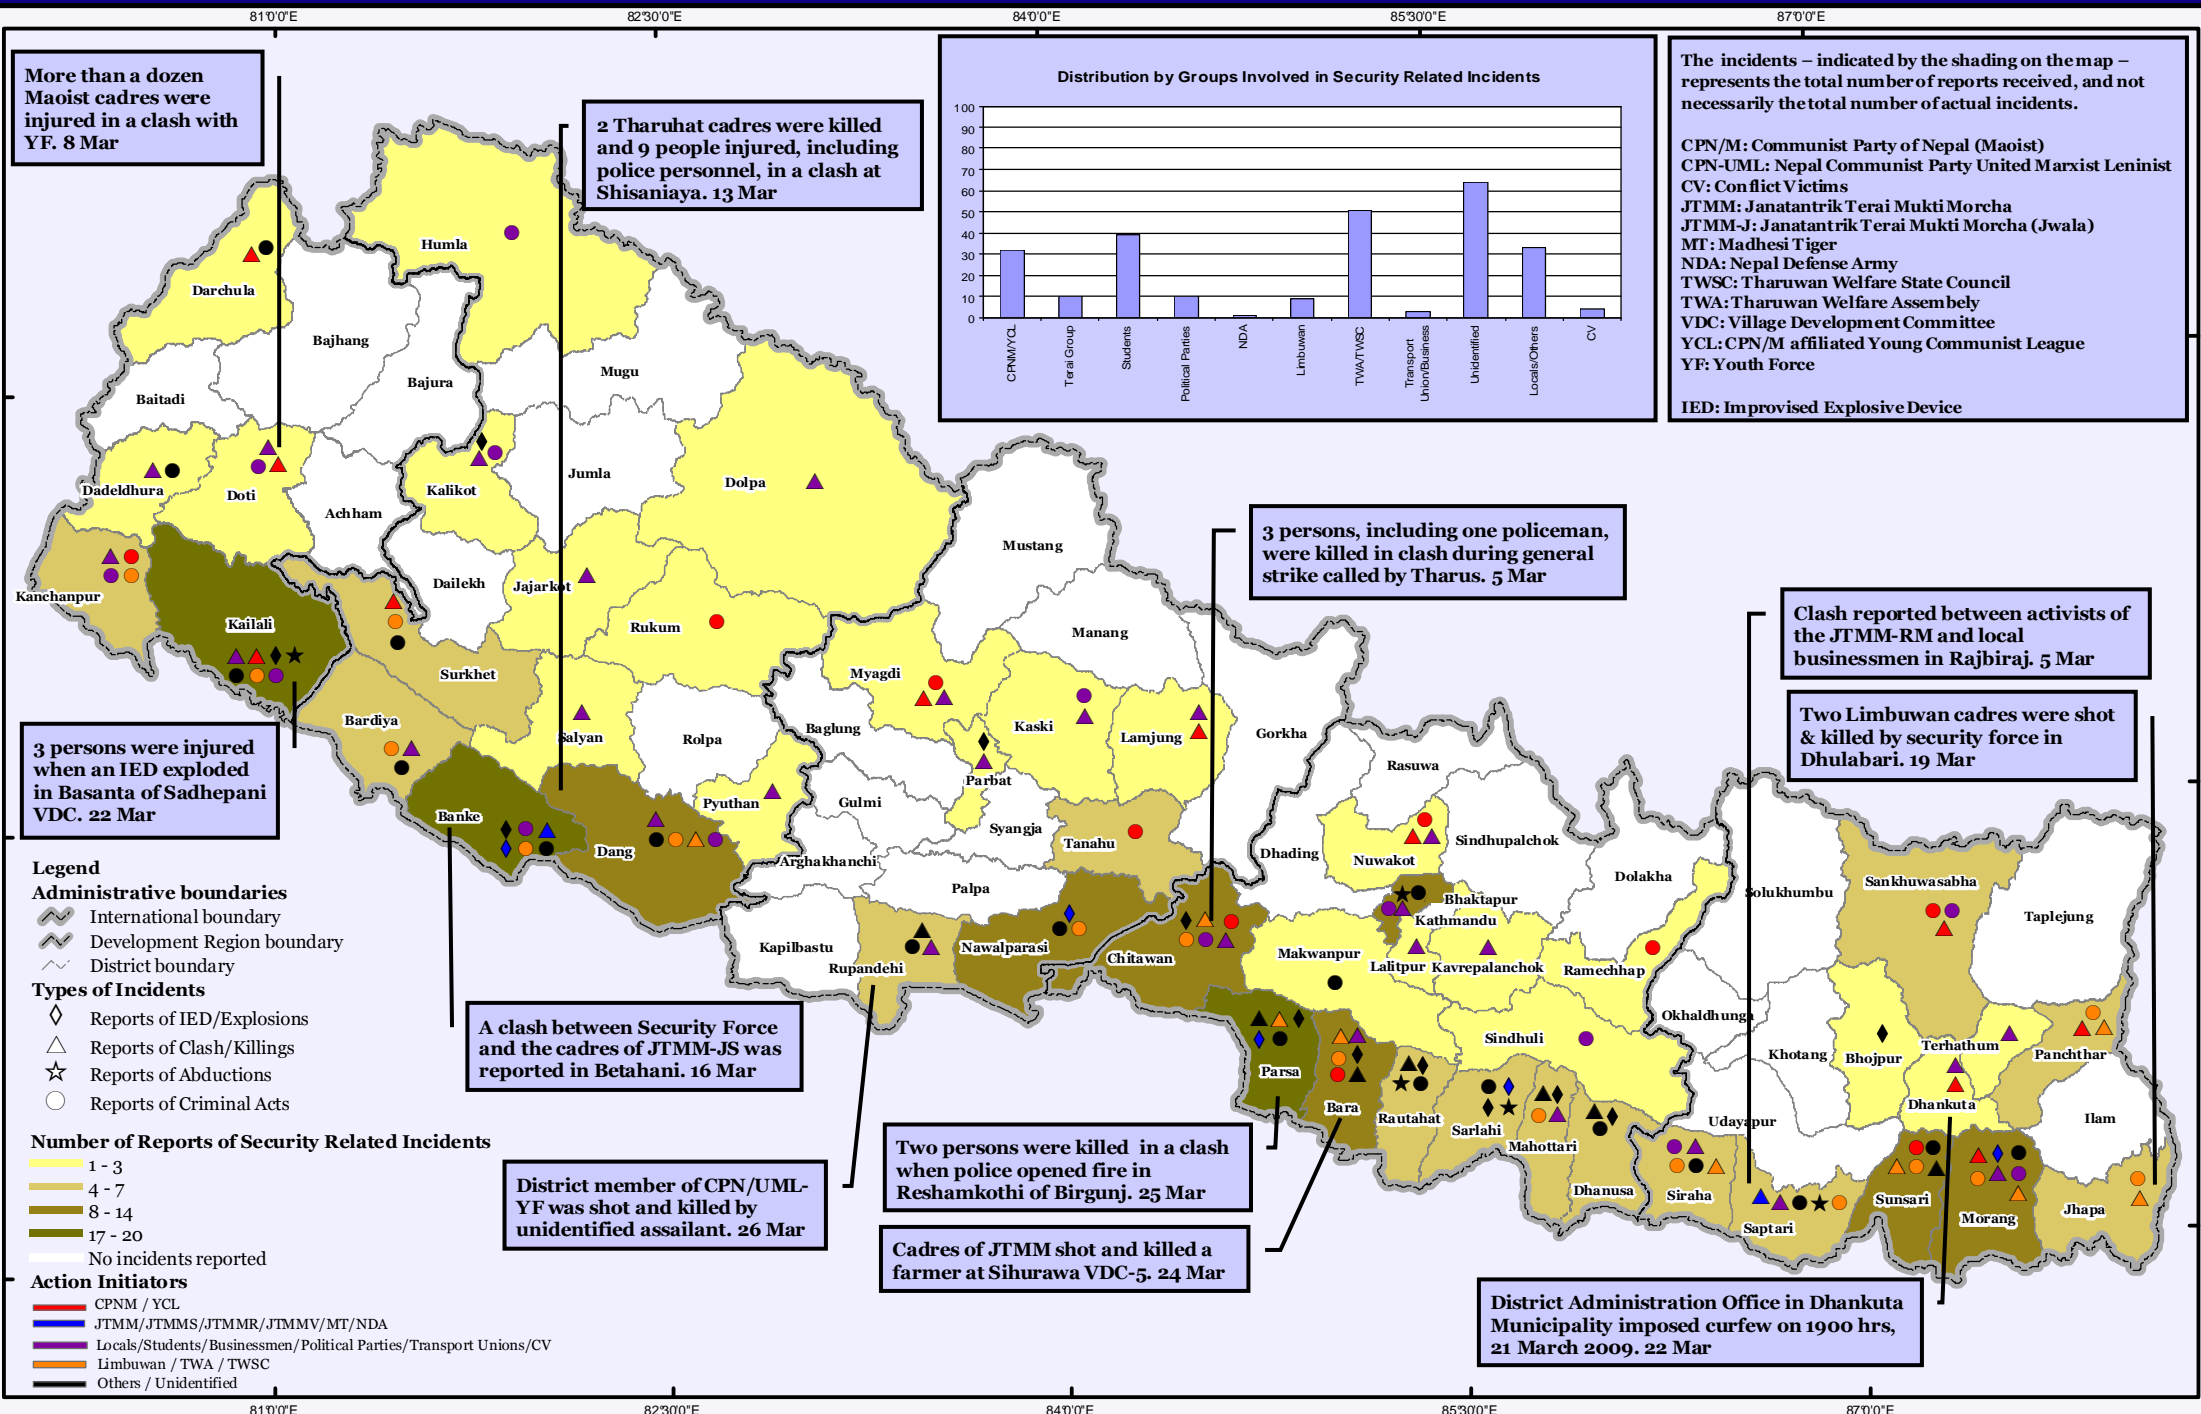 81°0'0"E
82°30'0"E
84°0'0"E
85°30'0"E
87°0'0"E
More than a dozen
Maoist cadres were
injured in a clash with
YF. 8 Mar
2 Tharuhat cadres were killed
and 9 people injured, including
police personnel, in a clash at
Shisaniaya. 13 Mar
Distribution by Groups Involved in Security Related Incidents
100
90
80
70
60
50
40
30
20
10
0
CPNM/YCL
Terai Group
Students
Political Parties
NDA
Limbuwan
TWA/TWSC
Transport
Union/Business
Unidentified
Locals/Others
CV
The incidents – indicated by the shading on the map –
represents the total number of reports received, and not
necessarily the total number of actual incidents.
CPN/M: Communist Party of Nepal (Maoist)
CPN-UML: Nepal Communist Party United Marxist Leninist
CV: Conflict Victims
JTMM: Janatantrik Terai Mukti Morcha
JTMM-J: Janatantrik Terai Mukti Morcha (Jwala)
MT: Madhesi Tiger
NDA: Nepal Defense Army
TWSC: Tharuwan Welfare State Council
TWA: Tharuwan Welfare Assembely
VDC: Village Development Committee
YCL: CPN/M affiliated Young Communist League
YF: Youth Force
IED: Improvised Explosive Device
Humla
Darchula
Bajhang
Mugu
Bajura
Baitadi
Jumla
Dolpa
Dadeldhura
Doti
Kalikot
Achham
3 persons, including one policeman,
were killed in clash during general
strike called by Tharus. 5 Mar
Mustang
Dailekh
Jajarkot
Kanchanpur
Clash reported between activists of
the JTMM-RM and local
businessmen in Rajbiraj. 5 Mar
Kailali
Rukum
Manang
Surkhet
Myagdi
Two Limbuwan cadres were shot
& killed by security force in
Dhulabari. 19 Mar
Bardiya
Salyan
Rolpa
Baglung
Kaski
Lamjung
Gorkha
3 persons were injured
when an IED exploded
in Basanta of Sadhepani
VDC. 22 Mar
Rasuwa
Parbat
Pyuthan
Gulmi
Banke
Syangja
Tanahu
Sindhupalchok
Dang
Dhading
Nuwakot
Arghakhanchi
Palpa
Dolakha
Solukhumbu
Sankhuwasabha
Bhaktapur
Kathmandu
Taplejung
Kapilbastu
Nawalparasi
Chitawan
Makwanpur
Rupandehi
Lalitpur
Kavrepalanchok
Ramechhap
Okhaldhunga
Sindhuli
Terhathum
Khotang
Bhojpur
Panchthar
Parsa
Bara
Rautahat
Sarlahi
Mahottari
Dhankuta
Udayapur
Ilam
Dhanusa
Siraha
Saptari
Sunsari
Morang
Jhapa
Legend
Administrative boundaries
International boundary
Development Region boundary
District boundary
Types of Incidents
Reports of IED/Explosions
Reports of Clash/Killings
Reports of Abductions
Reports of Criminal Acts
Number of Reports of Security Related Incidents
1 - 3
4 - 7
8 - 14
17 - 20
No incidents reported
Action Initiators
CPNM / YCL
JTMM/JTMMS/JTMMR/JTMMV/MT/NDA
Locals/Students/Businessmen/Political Parties/Transport Unions/CV
Limbuwan / TWA / TWSC
Others / Unidentified
A clash between Security Force
and the cadres of JTMM-JS was
reported in Betahani. 16 Mar
District member of CPN/UML-
YF was shot and killed by
unidentified assailant. 26 Mar
Two persons were killed in a clash
when police opened fire in
Reshamkothi of Birgunj. 25 Mar
Cadres of JTMM shot and killed a
farmer at Sihurawa VDC-5. 24 Mar
District Administration Office in Dhankuta
Municipality imposed curfew on 1900 hrs,
21 March 2009. 22 Mar
81°0'0"E
82°30'0"E
84°0'0"E
85°30'0"E
87°0'0"E